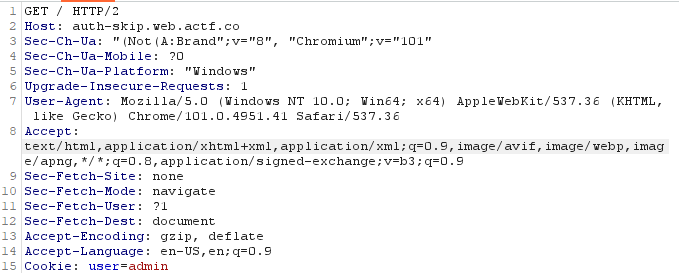 1 GET / HTTP/2
2 Host: auth-skip.web.actf.co
3 Sec-Ch-Ua: "(Not(A:Brand";v="8", "Chromium";v="101"
4 Sec-Ch-Ua-Mobile: ?0
5 Sec-Ch-Ua-Platform: "Windows"
6 Upgrade-Insecure-Requests: 1
7 User-Agent: Mozilla/5.0 (Windows NT 10.0; Win64; x64) AppleWebKit/537.36 (KHTML,
like Gecko) Chrome/101.0.4951.41 Safari/537.36
8 Accept:
text/html,application/xhtml+xml,application/xml;q=0.9,image/avif,image/webp,imag
e/apng,*/*;q=0.8,application/signed-exchange;v=b3;q=0.9
9 Sec-Fetch-Site: none
10 Sec-Fetch-Mode: navigate
11 Sec-Fetch-User: ?1
12 Sec-Fetch-Dest: document
13 Accept-Encoding: gzip, deflate
14 Accept-Language: en-US,en;q=0.9
15 Cookie: user=admin